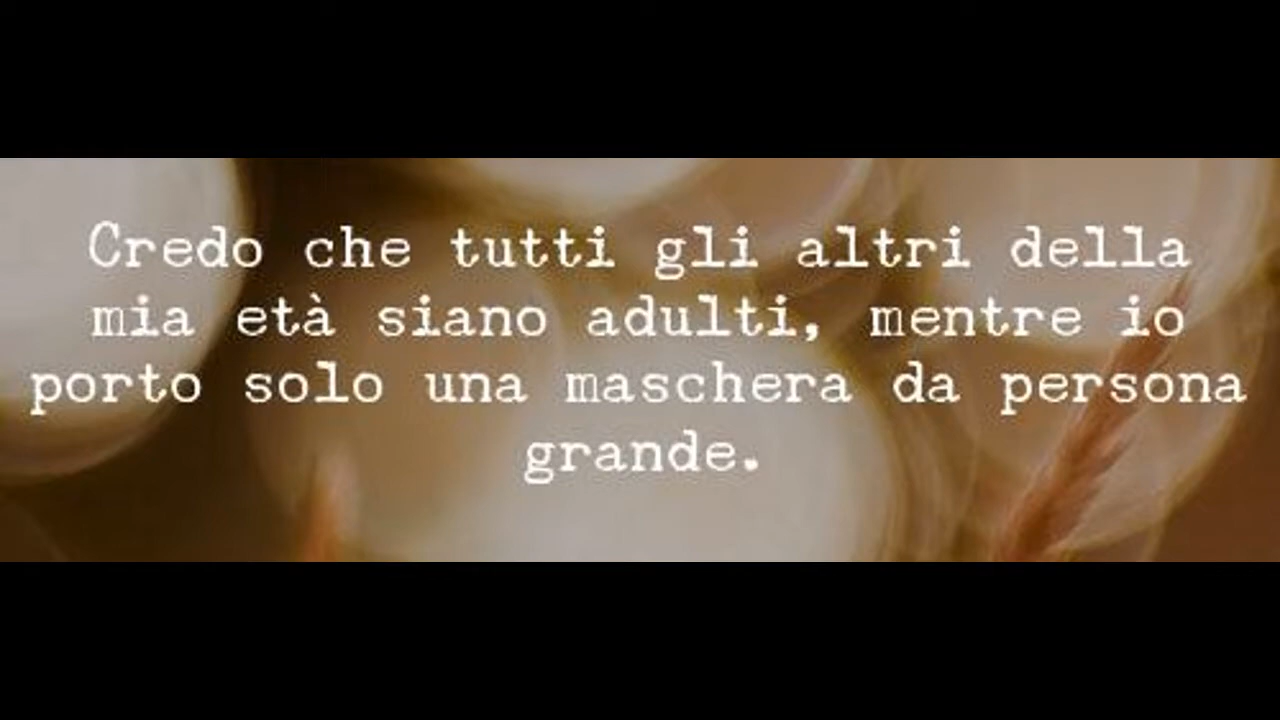 Credo che tutti gli altri della
mia età siano adulti, mentre io
porto solo una maschera da persona
grande.